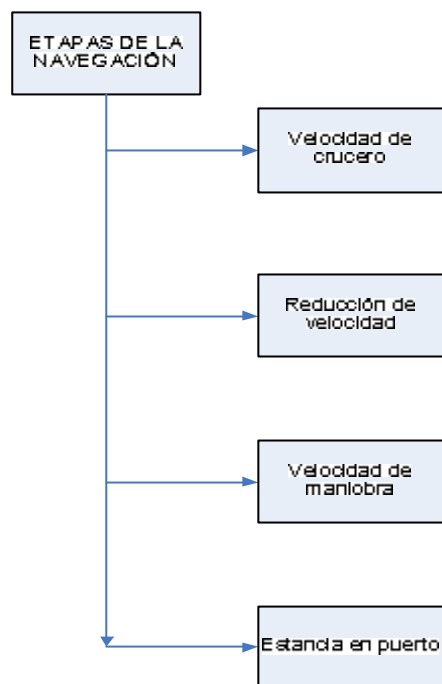 ETAPAS DE LA
NAVEGACIÓN
Velocidad de
crucero
Reducción de
velocidad
Velocidad de
maniobra
Estancia en puerto